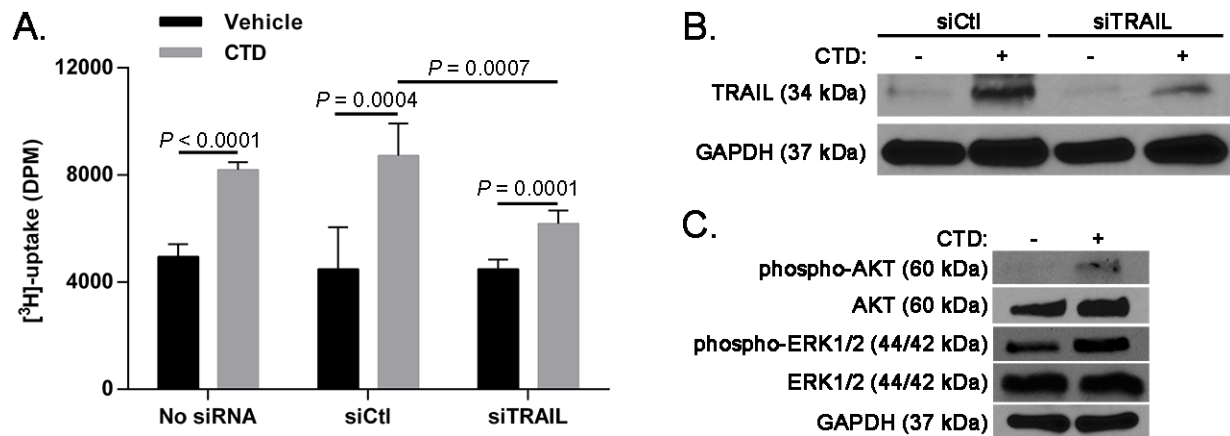 A.
Vehicle
CTD
[³H]-uptake (DPM)
12000
8000
4000
0
P < 0.0001
P = 0.0004
P = 0.0007
P = 0.0001
No siRNA
siCtl
siTRAIL
B.
siCtl siTRAIL
CTD: - + - +
TRAIL (34 kDa)
GAPDH (37 kDa)
C.
CTD: - +
phospho-AKT (60 kDa)
AKT (60 kDa)
phospho-ERK1/2 (44/42 kDa)
ERK1/2 (44/42 kDa)
GAPDH (37 kDa)